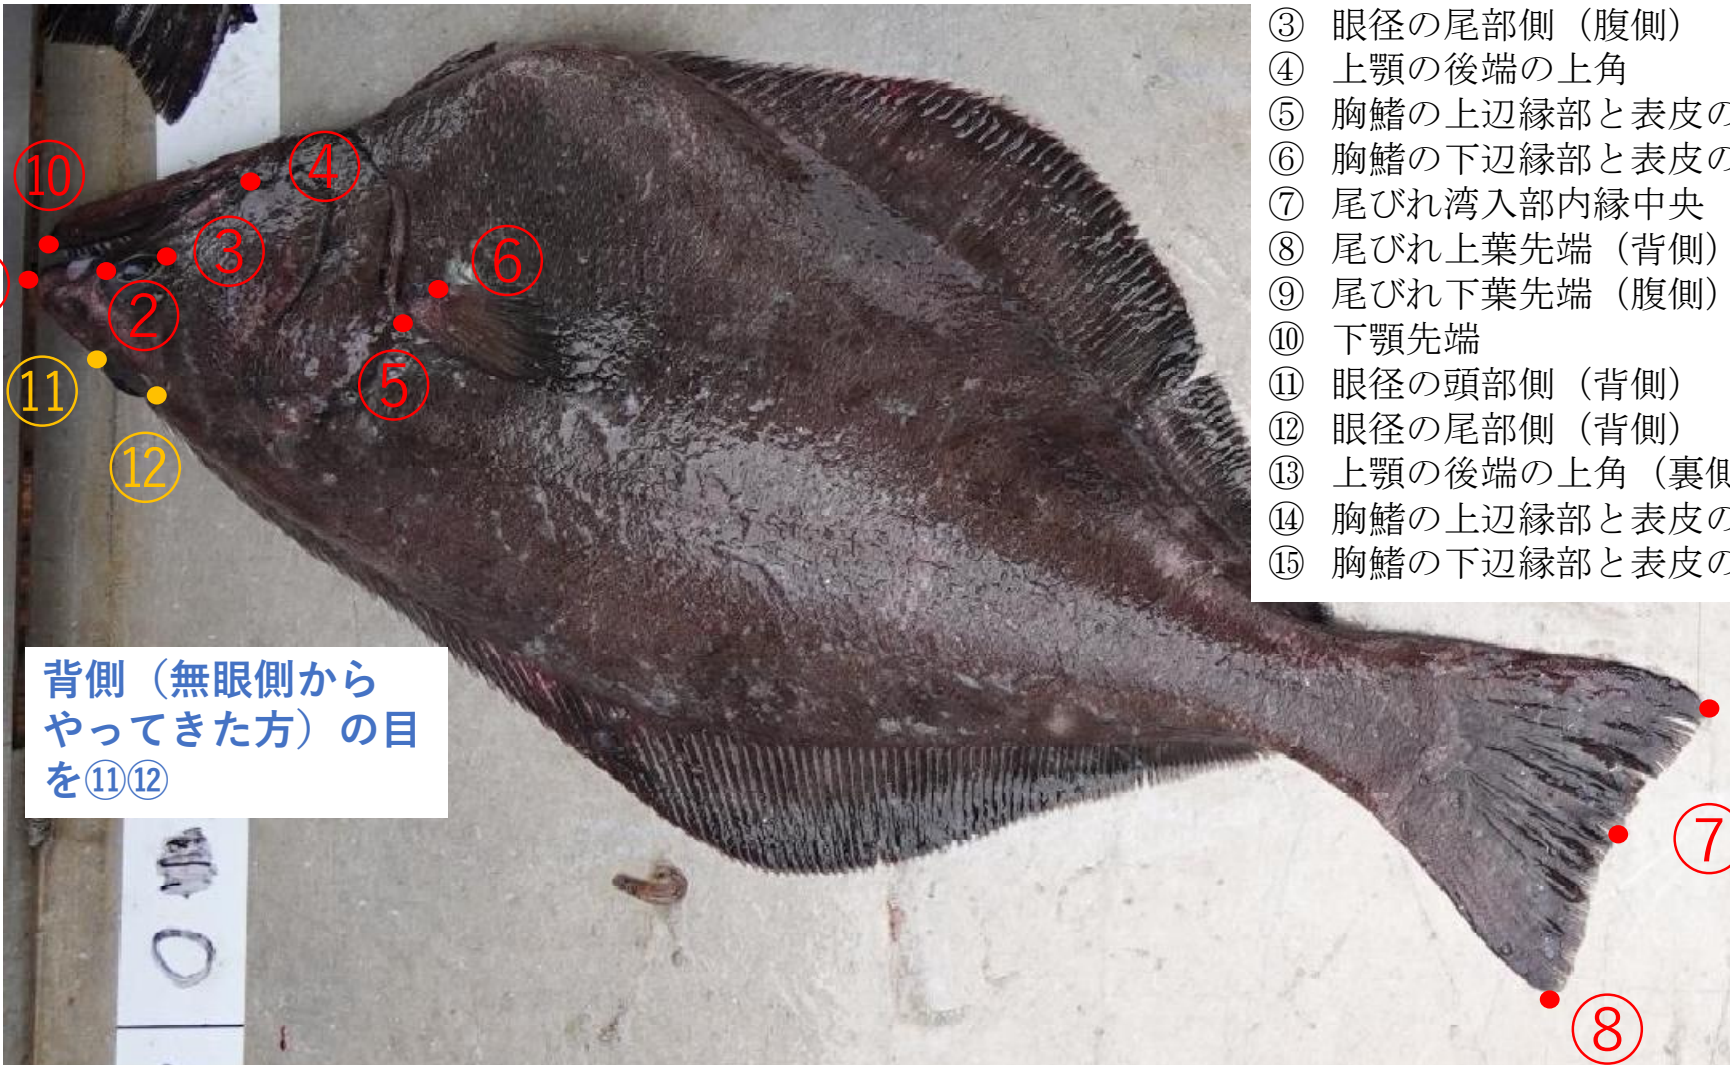 ③ 眼径の尾部側（腹側）
④ 上顎の後端の上角
⑤ 胸鰭の上辺縁部と表皮の
⑥ 胸鰭の下辺縁部と表皮の
⑦ 尾びれ湾入部内縁中央
⑧ 尾びれ上葉先端（背側）
⑨ 尾びれ下葉先端（腹側）
⑩ 下顎先端
⑪ 眼径の頭部側（背側）
⑫ 眼径の尾部側（背側）
⑬ 上顎の後端の上角（裏側
⑭ 胸鰭の上辺縁部と表皮の
⑮ 胸鰭の下辺縁部と表皮の
⑩
④
③
⑥
②
⑤
⑪
⑫
背側（無眼側から
やってきた方）の目
を⑪⑫
⑦
⑧